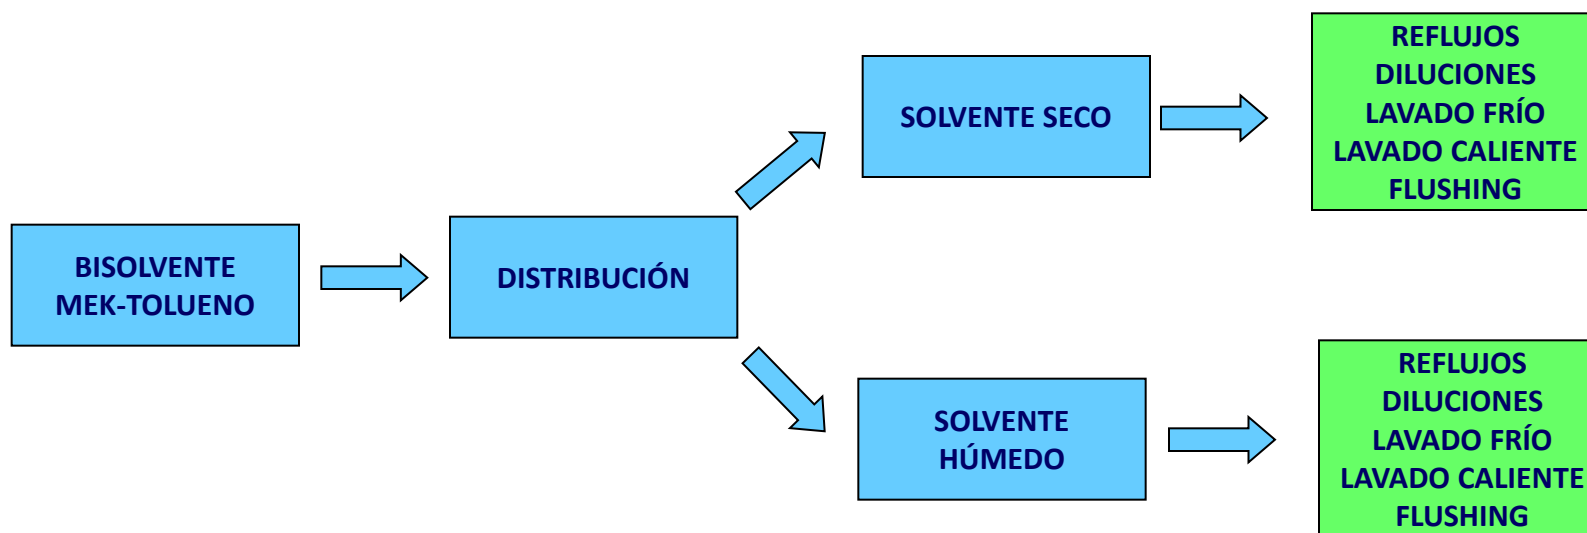 BISOLVENTE
MEK-TOLUENO
DISTRIBUCIÓN
SOLVENTE SECO
REFLUJOS
DILUCIONES
LAVADO FRÍO
LAVADO CALIENTE
FLUSHING
SOLVENTE
HÚMEDO
REFLUJOS
DILUCIONES
LAVADO FRÍO
LAVADO CALIENTE
FLUSHING